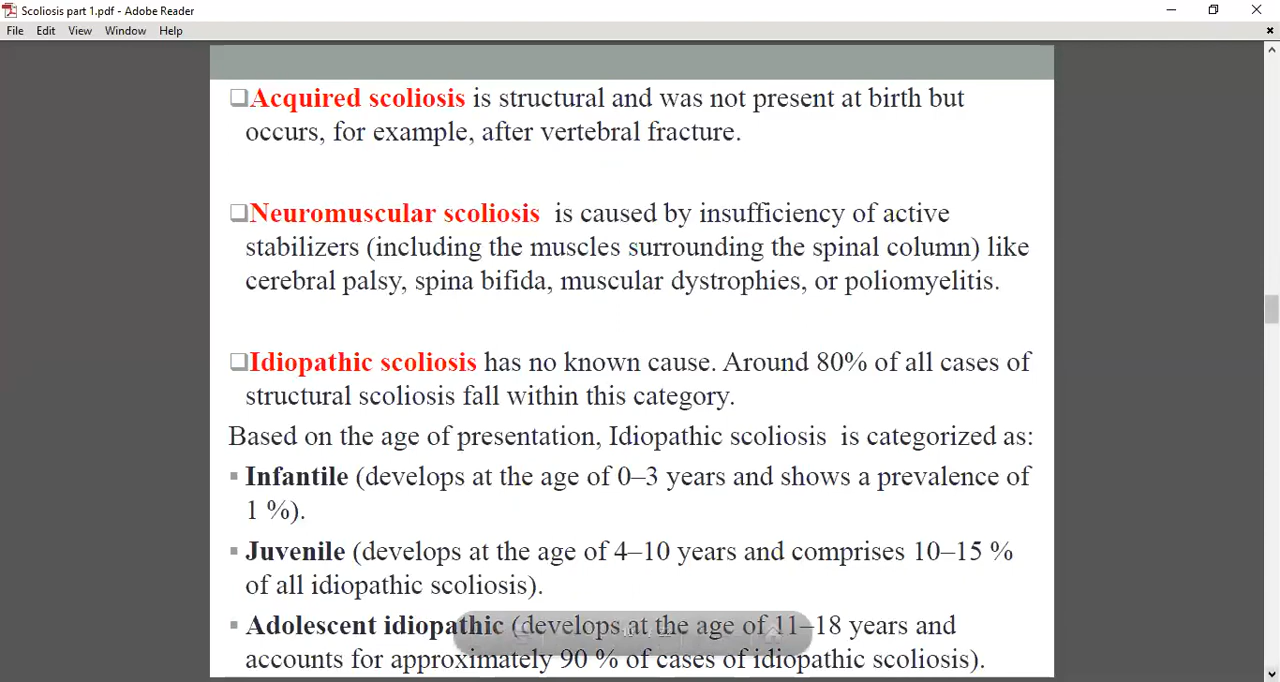 Scoliosis part 1.pdf - Adobe Reader
File Edit View Window Help
Acquired scoliosis is structural and was not present at birth but
occurs, for example, after vertebral fracture.
Neuromuscular scoliosis is caused by insufficiency of active
stabilizers (including the muscles surrounding the spinal column) like
cerebral palsy, spina bifida, muscular dystrophies, or poliomyelitis.
Idiopathic scoliosis has no known cause. Around 80% of all cases of
structural scoliosis fall within this category.
Based on the age of presentation, Idiopathic scoliosis is categorized as:
Infantile (develops at the age of 0–3 years and shows a prevalence of
1 %).
Juvenile (develops at the age of 4–10 years and comprises 10–15 %
of all idiopathic scoliosis).
Adolescent idiopathic (develops at the age of 11–18 years and
accounts for approximately 90 % of cases of idiopathic scoliosis).